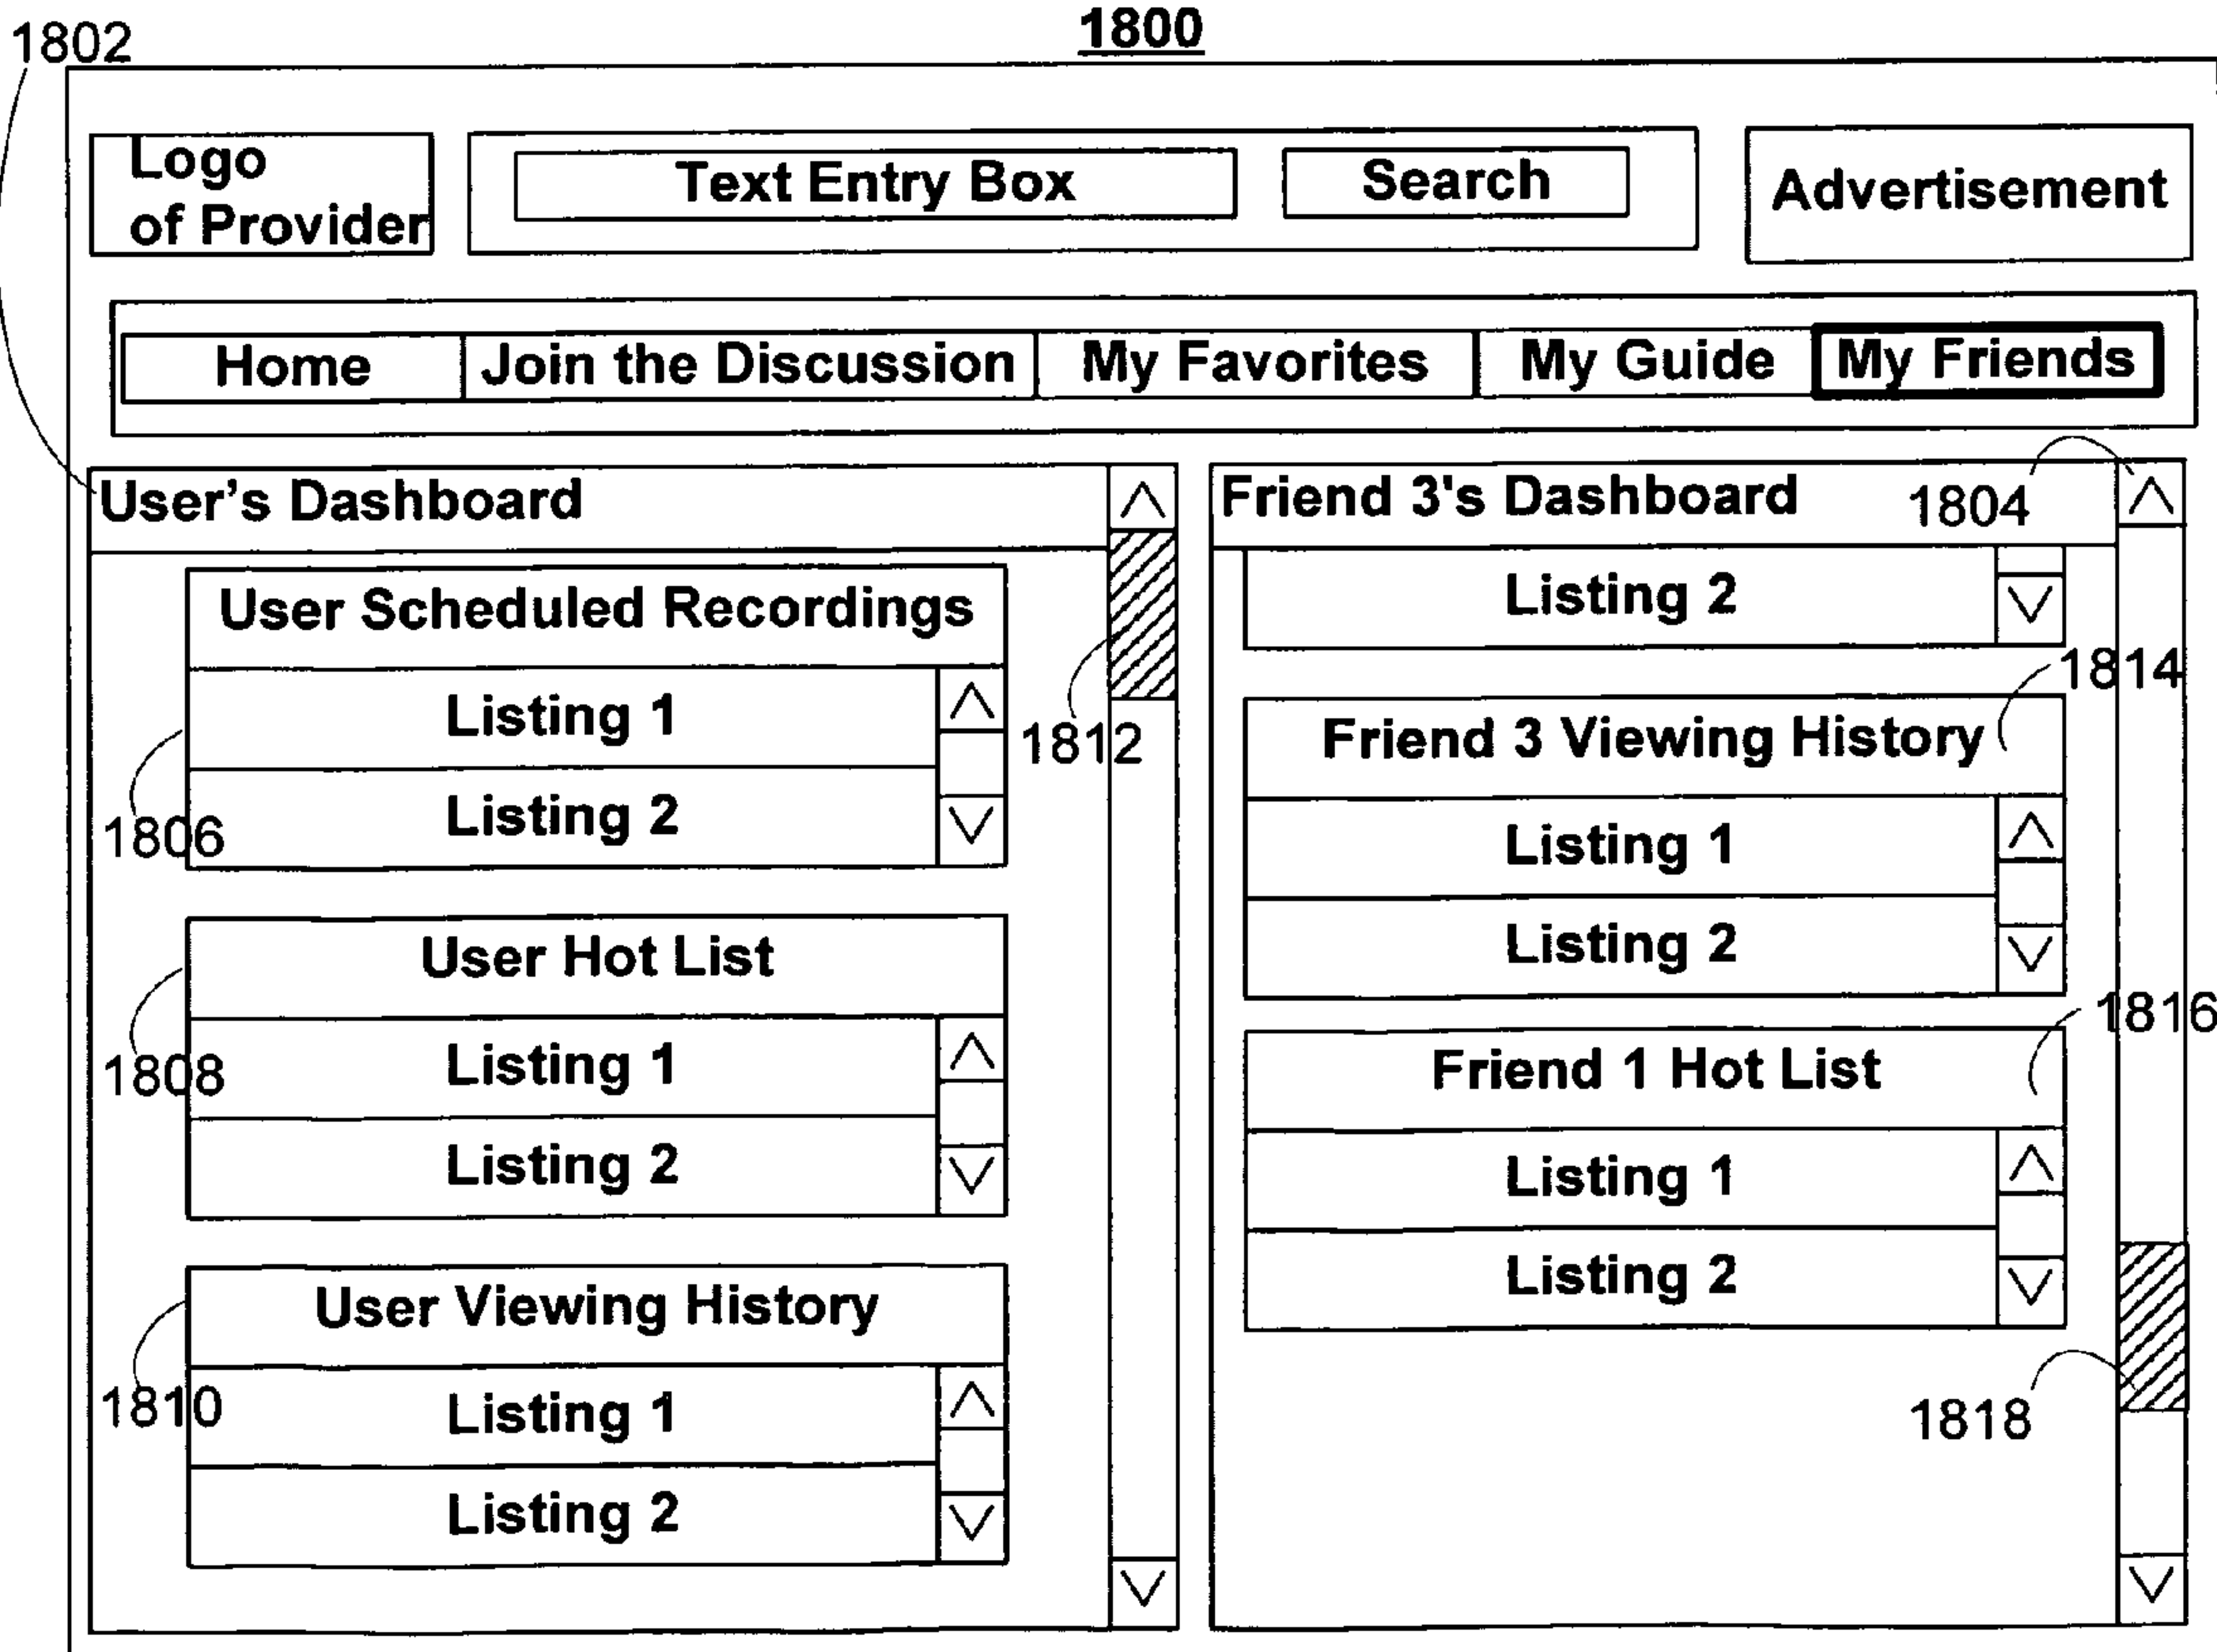 1800
1802
Logo
of Provider
Text Entry Box
Search
Advertisement
Home
Join the Discussion
My Favorites
My Guide
My Friends
User's Dashboard
User Scheduled Recordings
Listing 1
Listing 2
1806
1812
User Hot List
Listing 1
Listing 2
1808
User Viewing History
Listing 1
Listing 2
1810
Friend 3's Dashboard
1804
Listing 2
1814
Friend 3 Viewing History
Listing 1
Listing 2
1816
Friend 1 Hot List
Listing 1
Listing 2
1818